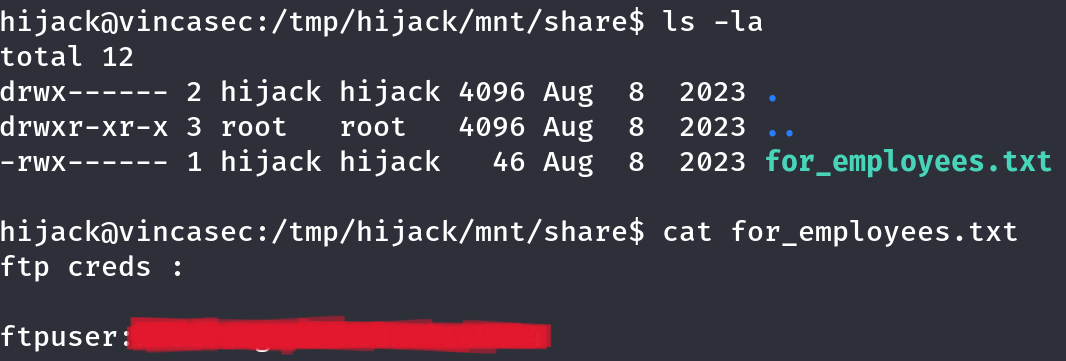 hijack@vincasec:/tmp/hijack/mnt/share$ ls -la
total 12
drwx------ 2 hijack hijack 4096 Aug  8  2023 .
drwxr-xr-x 3 root   root   4096 Aug  8  2023 ..
-rwx------ 1 hijack hijack   46 Aug  8  2023 for_employees.txt
hijack@vincasec:/tmp/hijack/mnt/share$ cat for_employees.txt
ftp creds :
ftpuser: